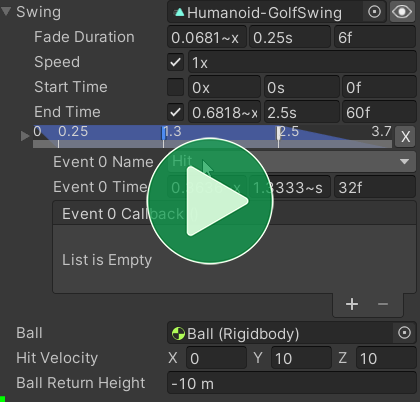 Swing Humanoid-GolfSwing
Fade Duration 0.0681~x 0.25s 6f
Speed 1x
Start Time 0x 0s 0f
End Time 0.6818~x 2.5s 60f
0 0.25 1.3 2.5 3.7 X
Event 0 Name Hit
Event 0 Time 1.3333~s 32f
Event 0 Callback
List is Empty
Ball Ball (Rigidbody)
Hit Velocity X 0 Y 10 Z 10
Ball Return Height -10 m